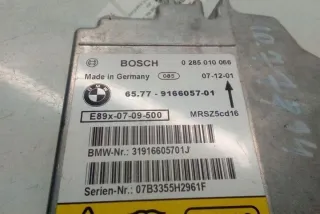 BOSCH 0 285 010 066
Made in Germany 085 07-12-01
65.77 - 9166057-01
E89x-07-09-500 MRSZ5cd16
BMW-Nr.: 31916605701J
Serien-Nr.: 07B3355H2961F